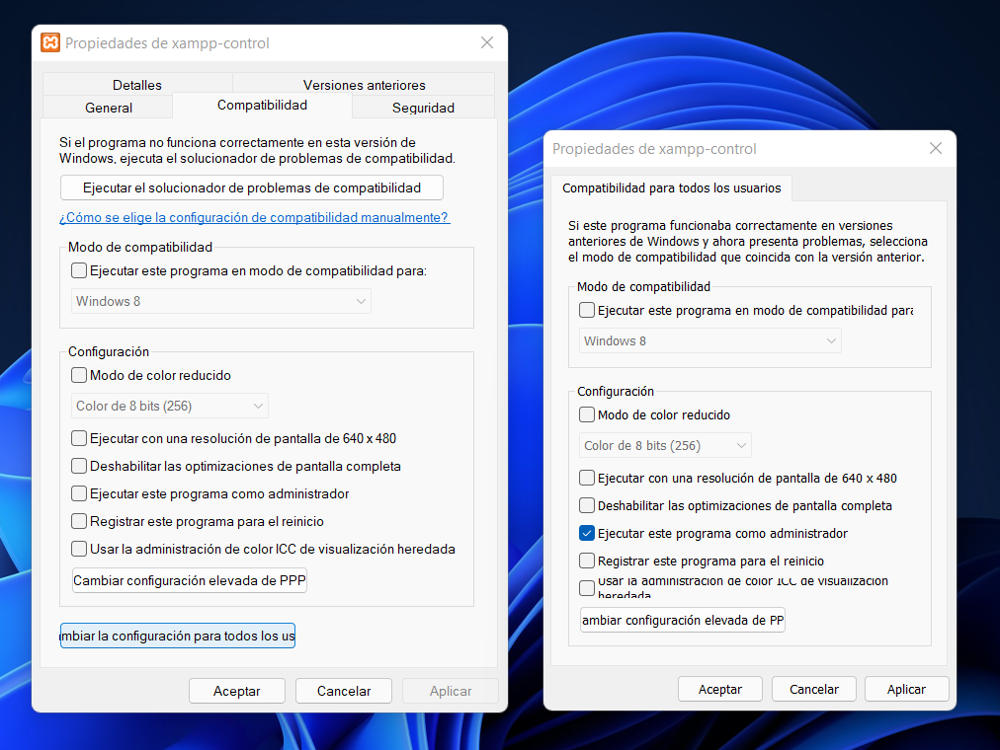 Propiedades de xampp-control
Detalles
Versiones anteriores
General
Compatibilidad
Seguridad
Si el programa no funciona correctamente en esta versión de
Windows, ejecuta el solucionador de problemas de compatibilidad.
Ejecutar el solucionador de problemas de compatibilidad
¿Cómo se elige la configuración de compatibilidad manualmente?
Modo de compatibilidad
Ejecutar este programa en modo de compatibilidad para:
Windows 8
Configuración
Modo de color reducido
Color de 8 bits (256)
Ejecutar con una resolución de pantalla de 640 x 480
Deshabilitar las optimizaciones de pantalla completa
Ejecutar este programa como administrador
Registrar este programa para el reinicio
Usar la administración de color ICC de visualización heredada
Cambiar configuración elevada de PPP
mbiar la configuración para todos los us
Aceptar
Cancelar
Aplicar
Propiedades de xampp-control
Compatibilidad para todos los usuarios
Si este programa funcionaba correctamente en versiones
anteriores de Windows y ahora presenta problemas, selecciona
el modo de compatibilidad que coincida con la versión anterior.
Modo de compatibilidad
Ejecutar este programa en modo de compatibilidad para
Windows 8
Configuración
Modo de color reducido
Color de 8 bits (256)
Ejecutar con una resolución de pantalla de 640 x 480
Deshabilitar las optimizaciones de pantalla completa
Ejecutar este programa como administrador
Registrar este programa para el reinicio
Usar la administración de color ICC de visualización
heredada
ambiar configuración elevada de PP
Aceptar
Cancelar
Aplicar